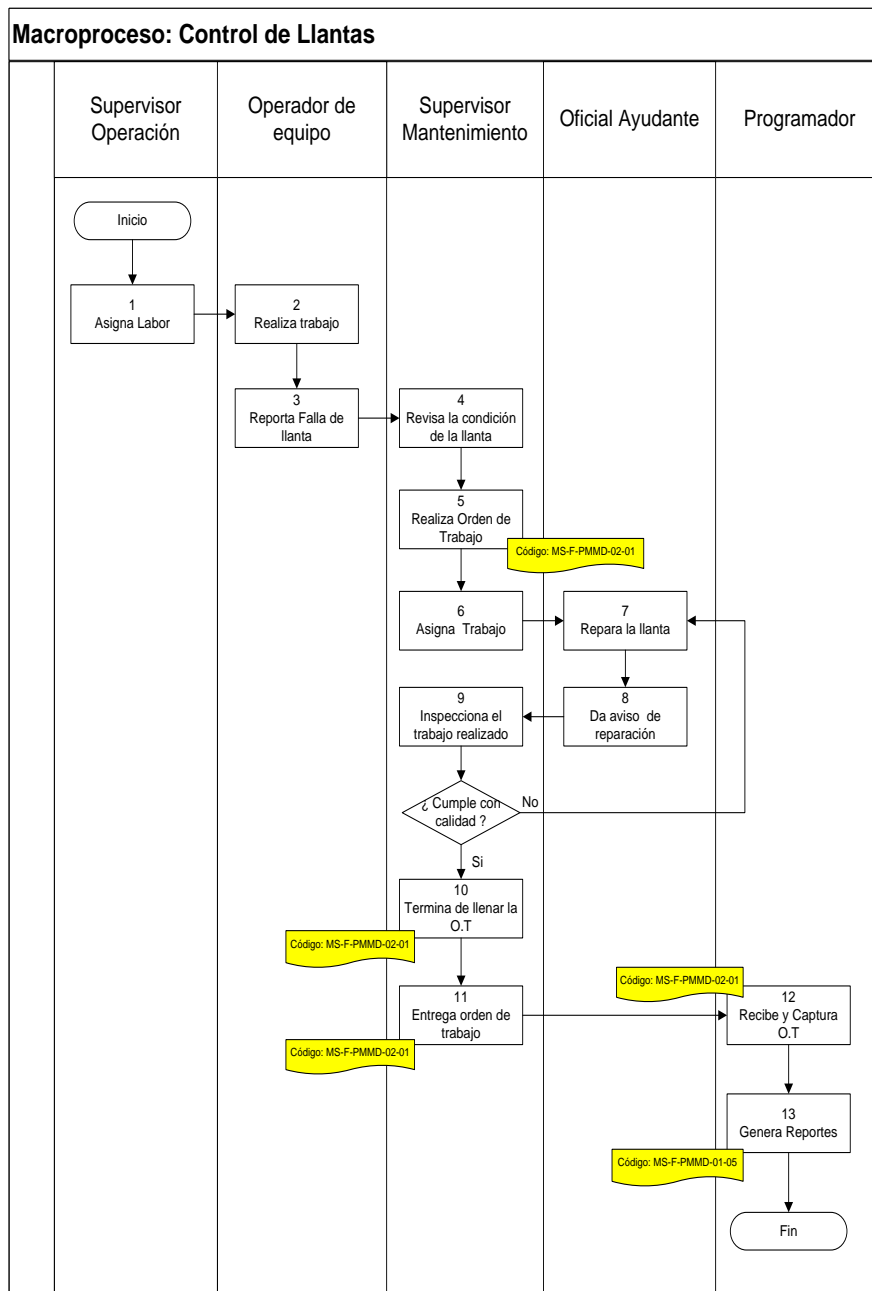 Macroproceso: Control de Llantas
Supervisor
Operación
Operador de
equipo
Supervisor
Mantenimiento
Oficial Ayudante
Programador
Inicio
1
Asigna Labor
2
Realiza trabajo
3
Reporta Falla de
llanta
4
Revisa la condición
de la llanta
5
Realiza Orden de
Trabajo
Código: MS-F-PMMD-02-01
6
Asigna Trabajo
7
Repara la llanta
8
Da aviso de
reparación
9
Inspecciona el
trabajo realizado
¿ Cumple con
calidad ?
No
Si
10
Termina de llenar la
O.T
Código: MS-F-PMMD-02-01
11
Entrega orden de
trabajo
Código: MS-F-PMMD-02-01
Código: MS-F-PMMD-02-01
12
Recibe y Captura
O.T
13
Genera Reportes
Código: MS-F-PMMD-01-05
Fin